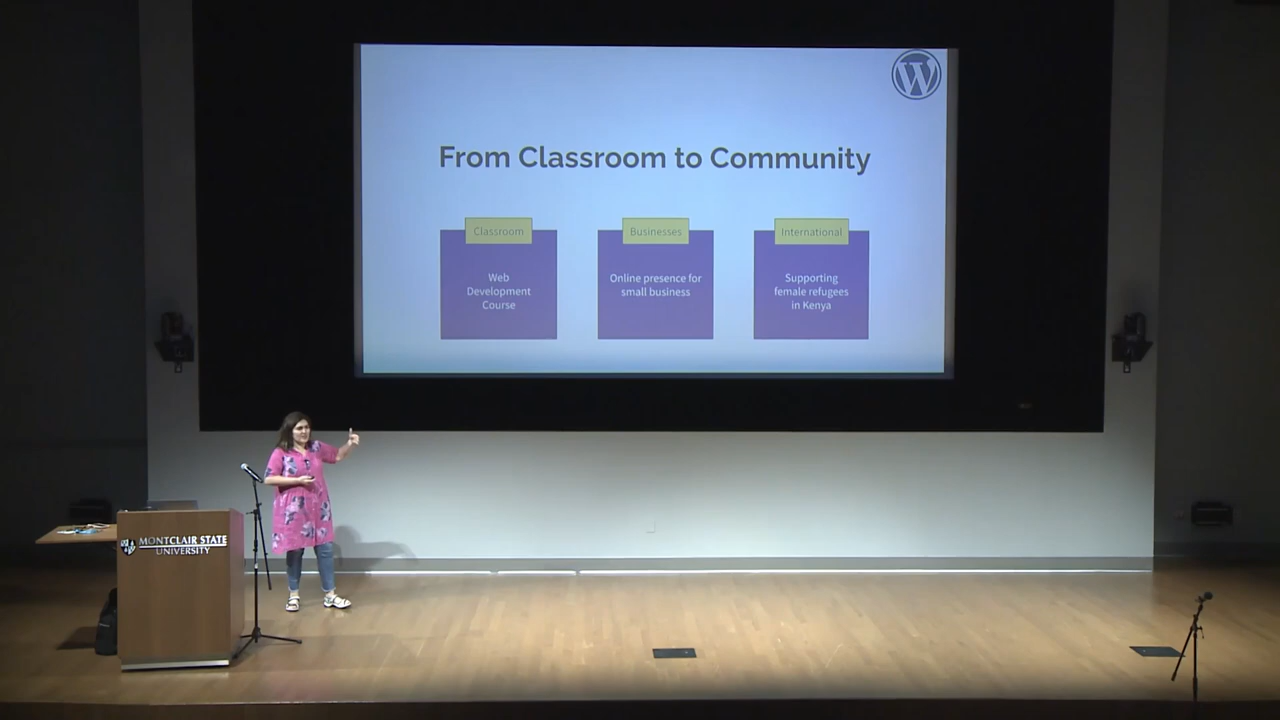 W
From Classroom to Community
Classroom
Web
Development
Course
Businesses
Online presence for
small business
International
Supporting
female refugees
in Kenya
MONTCLAIR STATE
UNIVERSITY